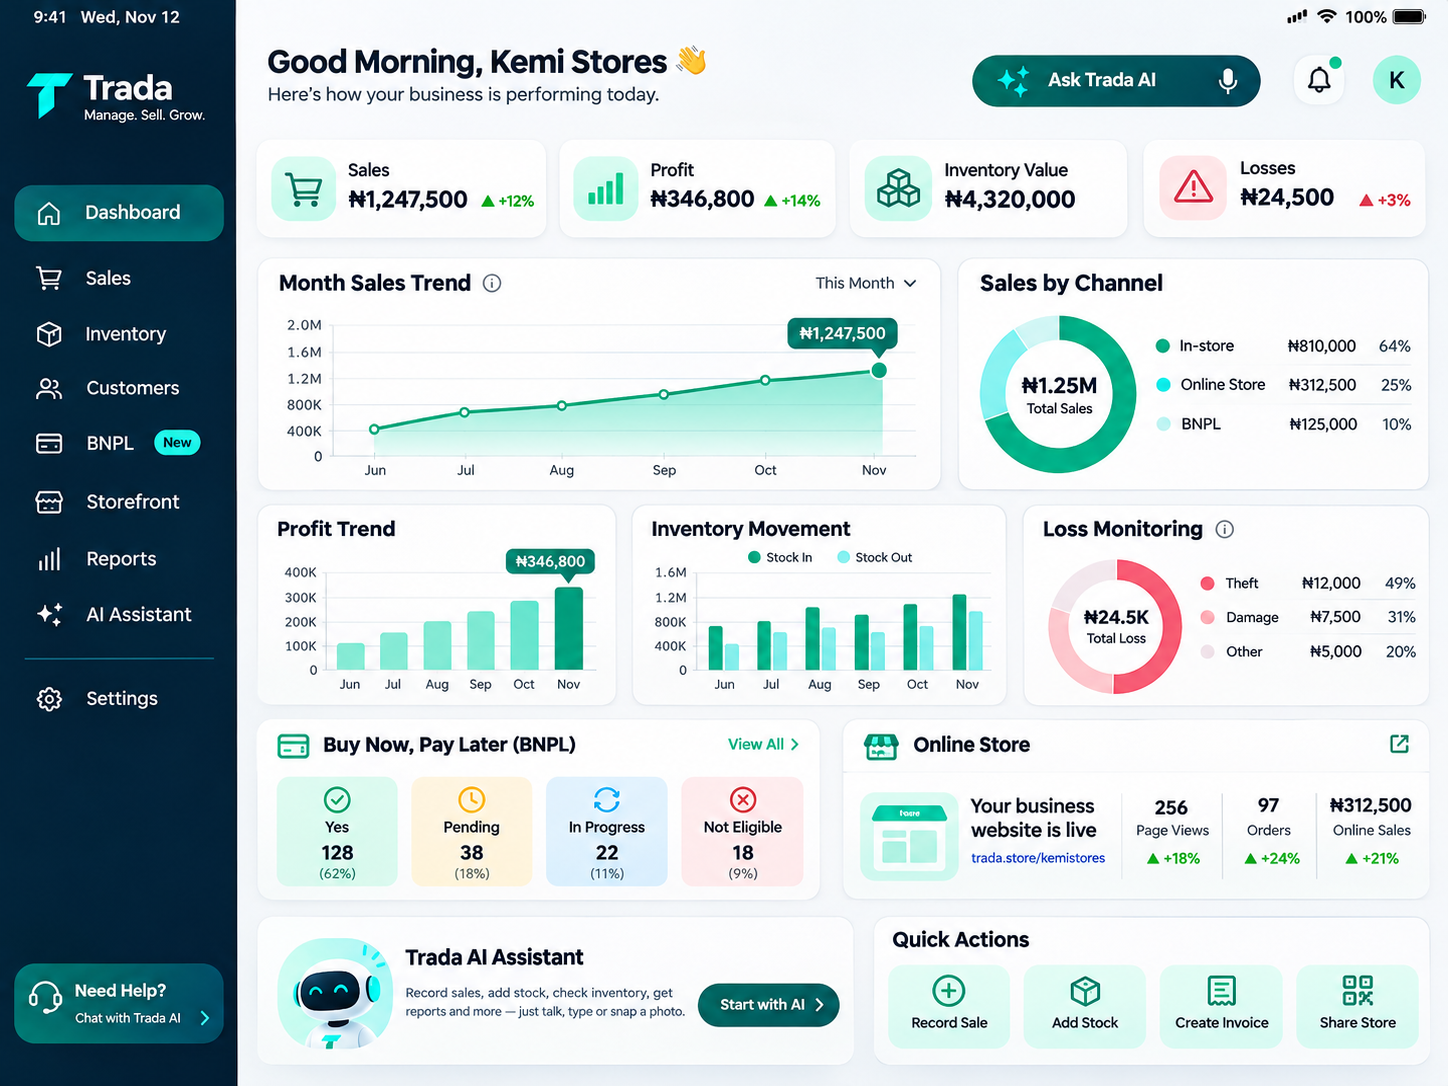 9:41 Wed, Nov 12
100%
Trada
Manage. Sell. Grow.
Dashboard
Sales
Inventory
Customers
BNPL New
Storefront
Reports
AI Assistant
Settings
Need Help?
Chat with Trada AI
Good Morning, Kemi Stores 👋
Here's how your business is performing today.
Ask Trada AI
K
Sales
₦1,247,500 ▲ +12%
Profit
₦346,800 ▲ +14%
Inventory Value
₦4,320,000
Losses
₦24,500 ▲ +3%
Month Sales Trend
This Month
₦1,247,500
2.0M
1.6M
1.2M
800K
400K
0
Jun Jul Aug Sep Oct Nov
Sales by Channel
₦1.25M
Total Sales
In-store ₦810,000 64%
Online Store ₦312,500 25%
BNPL ₦125,000 10%
Profit Trend
₦346,800
400K
300K
200K
100K
0
Jun Jul Aug Sep Oct Nov
Inventory Movement
Stock In Stock Out
1.6M
1.2M
800K
400K
0
Jun Jul Aug Sep Oct Nov
Loss Monitoring
₦24.5K
Total Loss
Theft ₦12,000 49%
Damage ₦7,500 31%
Other ₦5,000 20%
Buy Now, Pay Later (BNPL)
View All
Yes
128
(62%)
Pending
38
(18%)
In Progress
22
(11%)
Not Eligible
18
(9%)
Online Store
Your business
website is live
trada.store/kemistores
256
Page Views
▲ +18%
97
Orders
▲ +24%
₦312,500
Online Sales
▲ +21%
Trada AI Assistant
Record sales, add stock, check inventory, get
reports and more — just talk, type or snap a photo.
Start with AI
Quick Actions
Record Sale
Add Stock
Create Invoice
Share Store